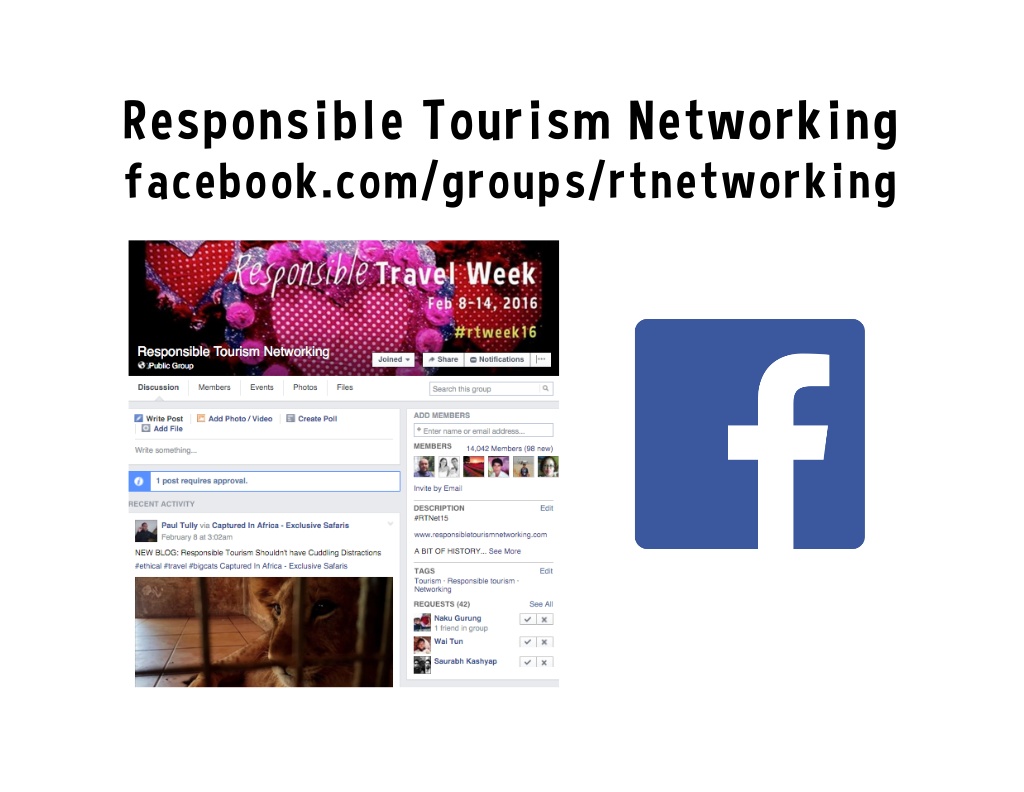 Responsible Tourism Networking
facebook.com/groups/rtnetworking
Responsible Travel Week
Feb 8-14, 2016
#rtweek16
Responsible Tourism Networking
Public Group
Joined Share Notifications ...
Discussion Members Events Photos Files
Search this group
Write Post Add Photo / Video Create Poll
Add File
Write something...
1 post requires approval.
RECENT ACTIVITY
Paul Tully via Captured In Africa - Exclusive Safaris
February 8 at 3:02am
NEW BLOG: Responsible Tourism Shouldn't have Cuddling Distractions
#ethical #travel #bigcats Captured In Africa - Exclusive Safaris
ADD MEMBERS
Enter name or email address...
MEMBERS 14,042 Members (98 new)
Invite by Email
DESCRIPTION Edit
#RTNet15
www.responsibletourismnetworking.com
A BIT OF HISTORY... See More
TAGS Edit
Tourism · Responsible tourism ·
Networking
REQUESTS (42) See All
Naku Gurung
1 friend in group
Wai Tun
Saurabh Kashyap